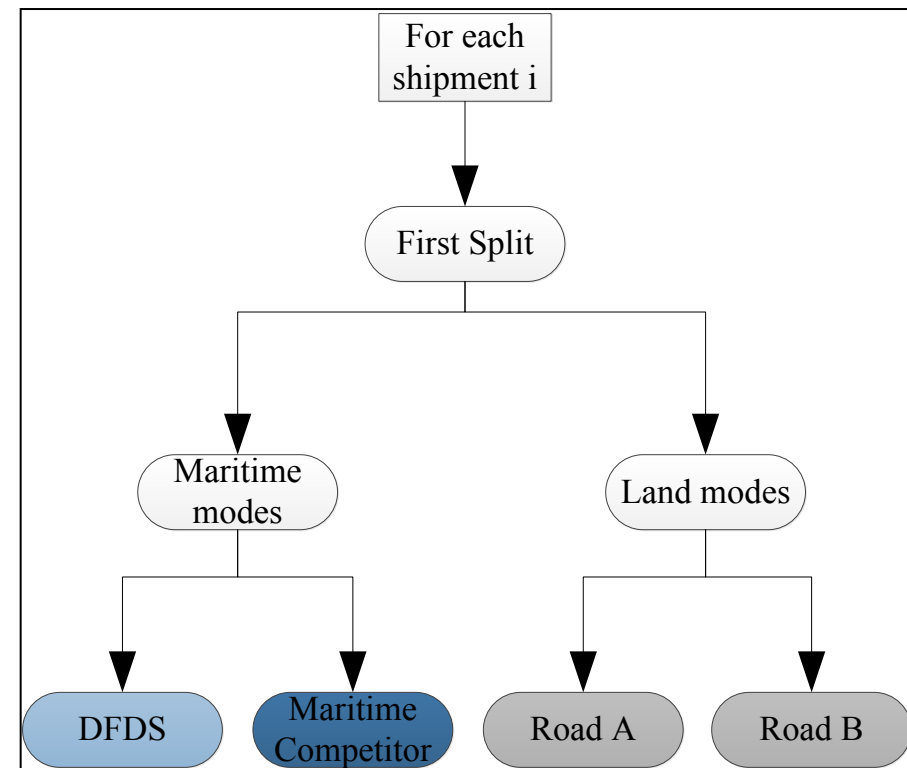 For each
shipment i
First Split
Maritime
modes
Land modes
DFDS
Maritime
Competitor
Road A
Road B